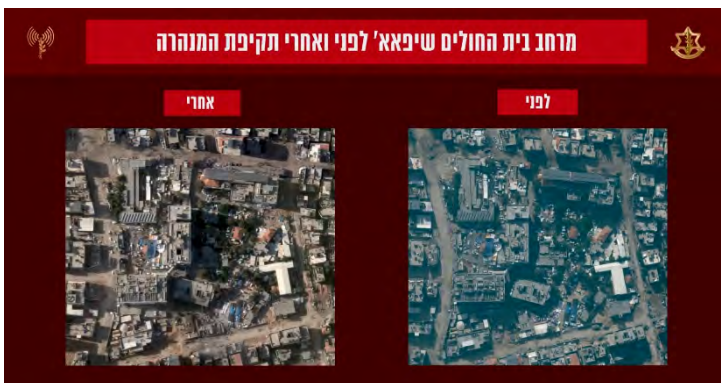 מרחב בית החולים שיפאא' לפני ואחרי תקיפת המנהרה
לפני
אחרי